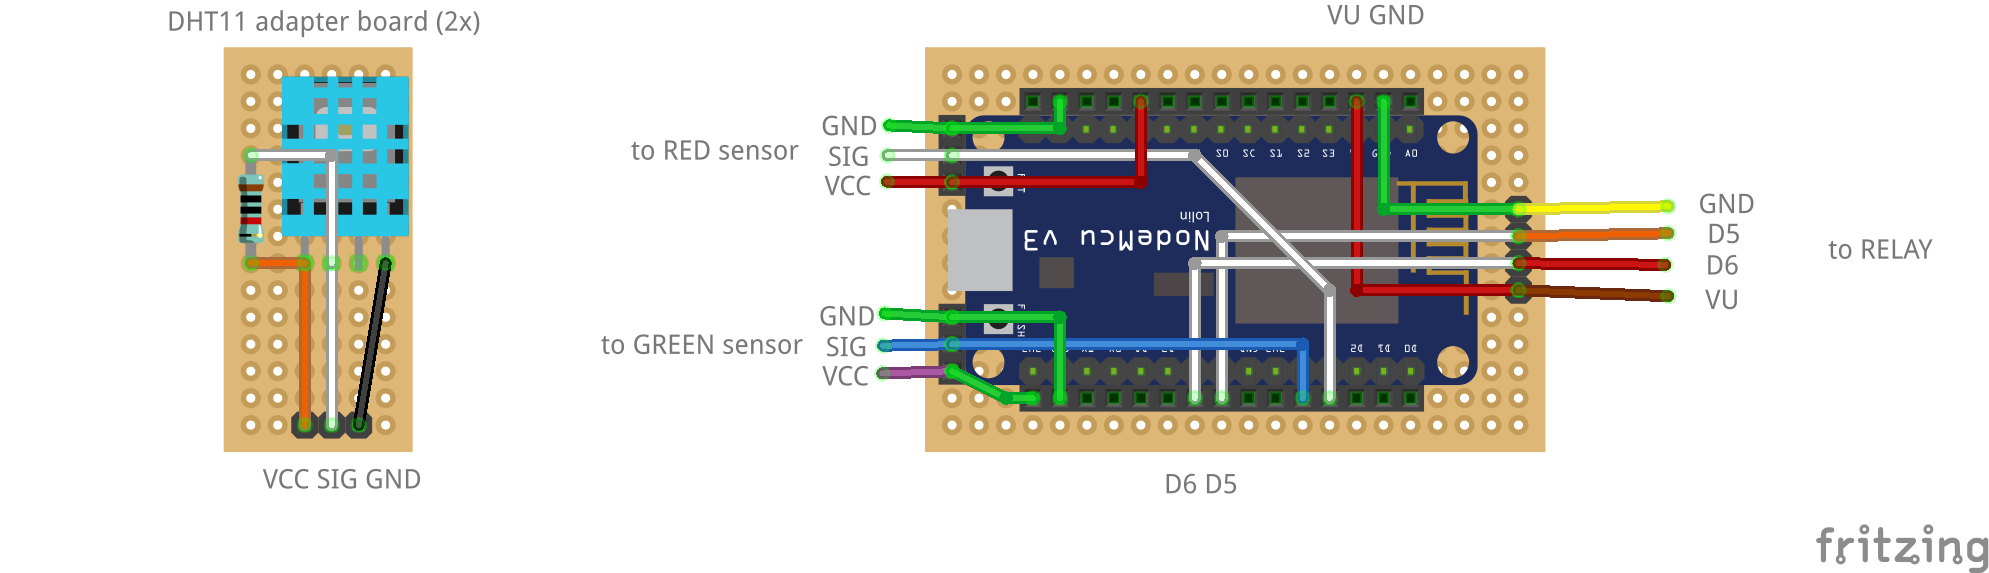 DHT11 adapter board (2x)
VU GND
GND
to RED sensor
SIG
VCC
S0 SC S1 S2 S3
A0
Lolin
NodeMcu v3
GND
D5
to RELAY
D6
VU
GND
to GREEN sensor
SIG
VCC
D2 D1 D0
VCC SIG GND
D6 D5
fritzing